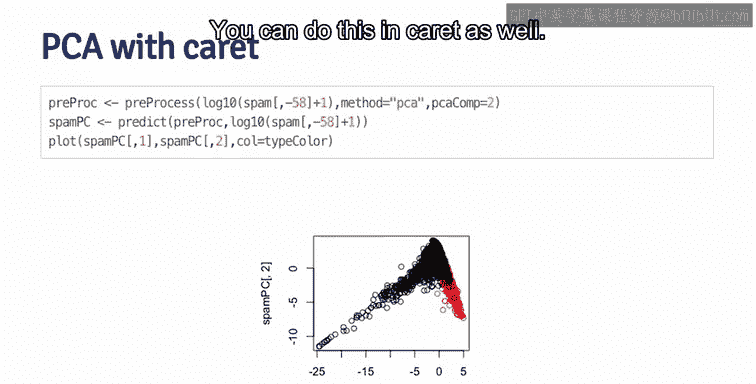 You can do this in caret as well.
PCA with caret
preProc <- preProcess(log10(spam[,-58]+1),method="pca",pcaComp=2)
spamPC <- predict(preProc,log10(spam[,-58]+1))
plot(spamPC[,1],spamPC[,2],col=typeColor)
spamPC[, 2]
0
-5
-10
-25
-15
-5
0
5